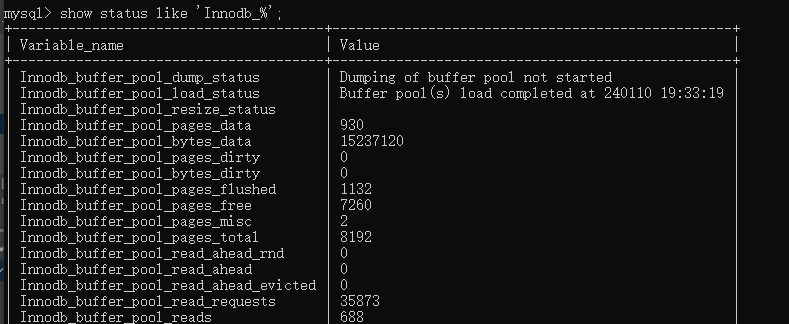 mysql> show status like 'Innodb_%';
Variable_name Value
Innodb_buffer_pool_dump_status Dumping of buffer pool not started
Innodb_buffer_pool_load_status Buffer pool(s) load completed at 240110 19:33:19
Innodb_buffer_pool_resize_status
Innodb_buffer_pool_pages_data 930
Innodb_buffer_pool_bytes_data 15237120
Innodb_buffer_pool_pages_dirty 0
Innodb_buffer_pool_bytes_dirty 0
Innodb_buffer_pool_pages_flushed 1132
Innodb_buffer_pool_pages_free 7260
Innodb_buffer_pool_pages_misc 2
Innodb_buffer_pool_pages_total 8192
Innodb_buffer_pool_read_ahead_rnd 0
Innodb_buffer_pool_read_ahead 0
Innodb_buffer_pool_read_ahead_evicted 0
Innodb_buffer_pool_read_requests 35873
Innodb_buffer_pool_reads 688